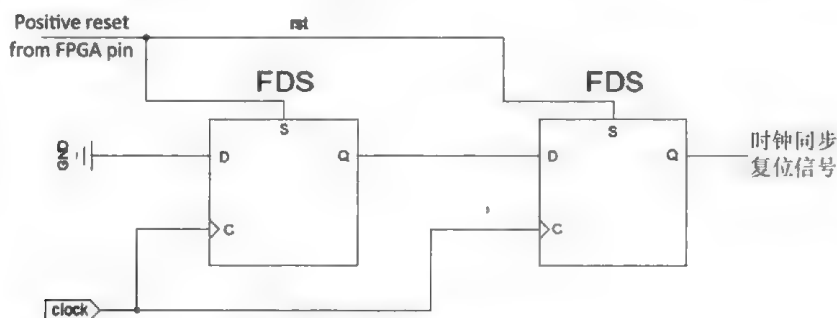 Positive reset
from FPGA pin
rst
FDS
FDS
S
S
GND
D
Q
D
Q
时钟同步
复位信号
C
C
clock